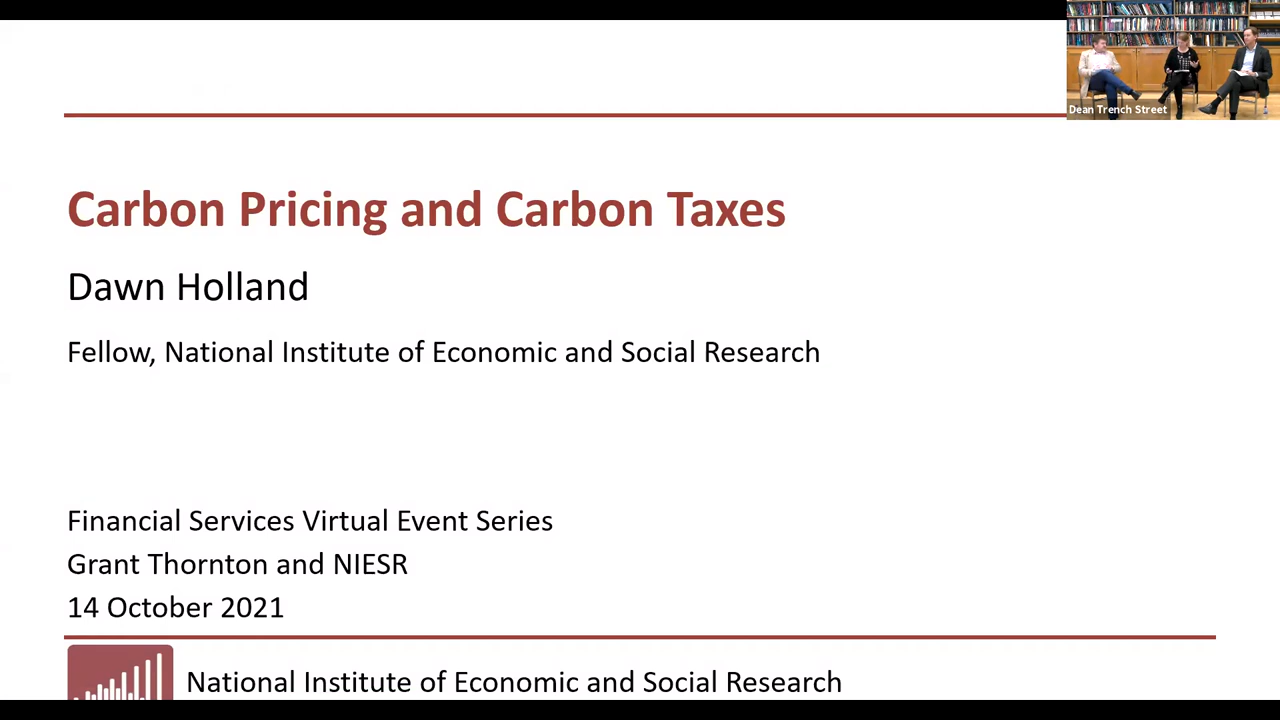 Dean Trench Street
Carbon Pricing and Carbon Taxes
Dawn Holland
Fellow, National Institute of Economic and Social Research
Financial Services Virtual Event Series
Grant Thornton and NIESR
14 October 2021
National Institute of Economic and Social Research